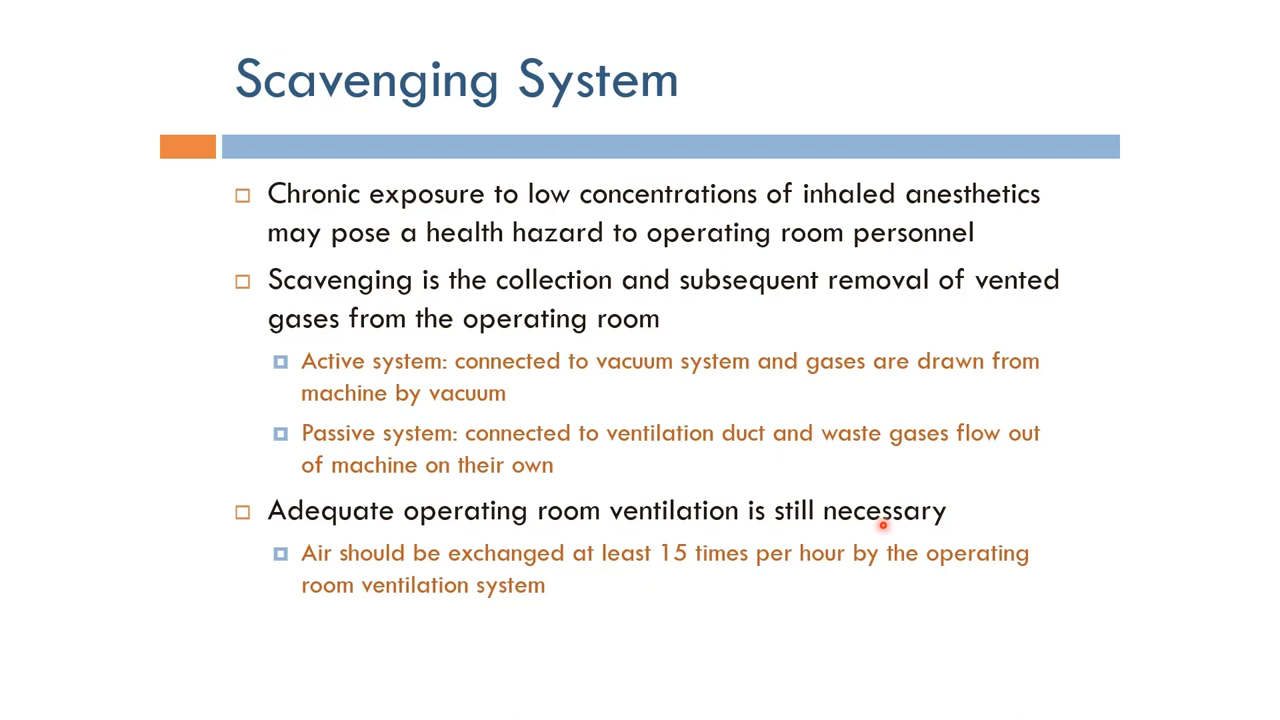 Scavenging System
Chronic exposure to low concentrations of inhaled anesthetics
may pose a health hazard to operating room personnel
Scavenging is the collection and subsequent removal of vented
gases from the operating room
Active system: connected to vacuum system and gases are drawn from
machine by vacuum
Passive system: connected to ventilation duct and waste gases flow out
of machine on their own
Adequate operating room ventilation is still necessary
Air should be exchanged at least 15 times per hour by the operating
room ventilation system